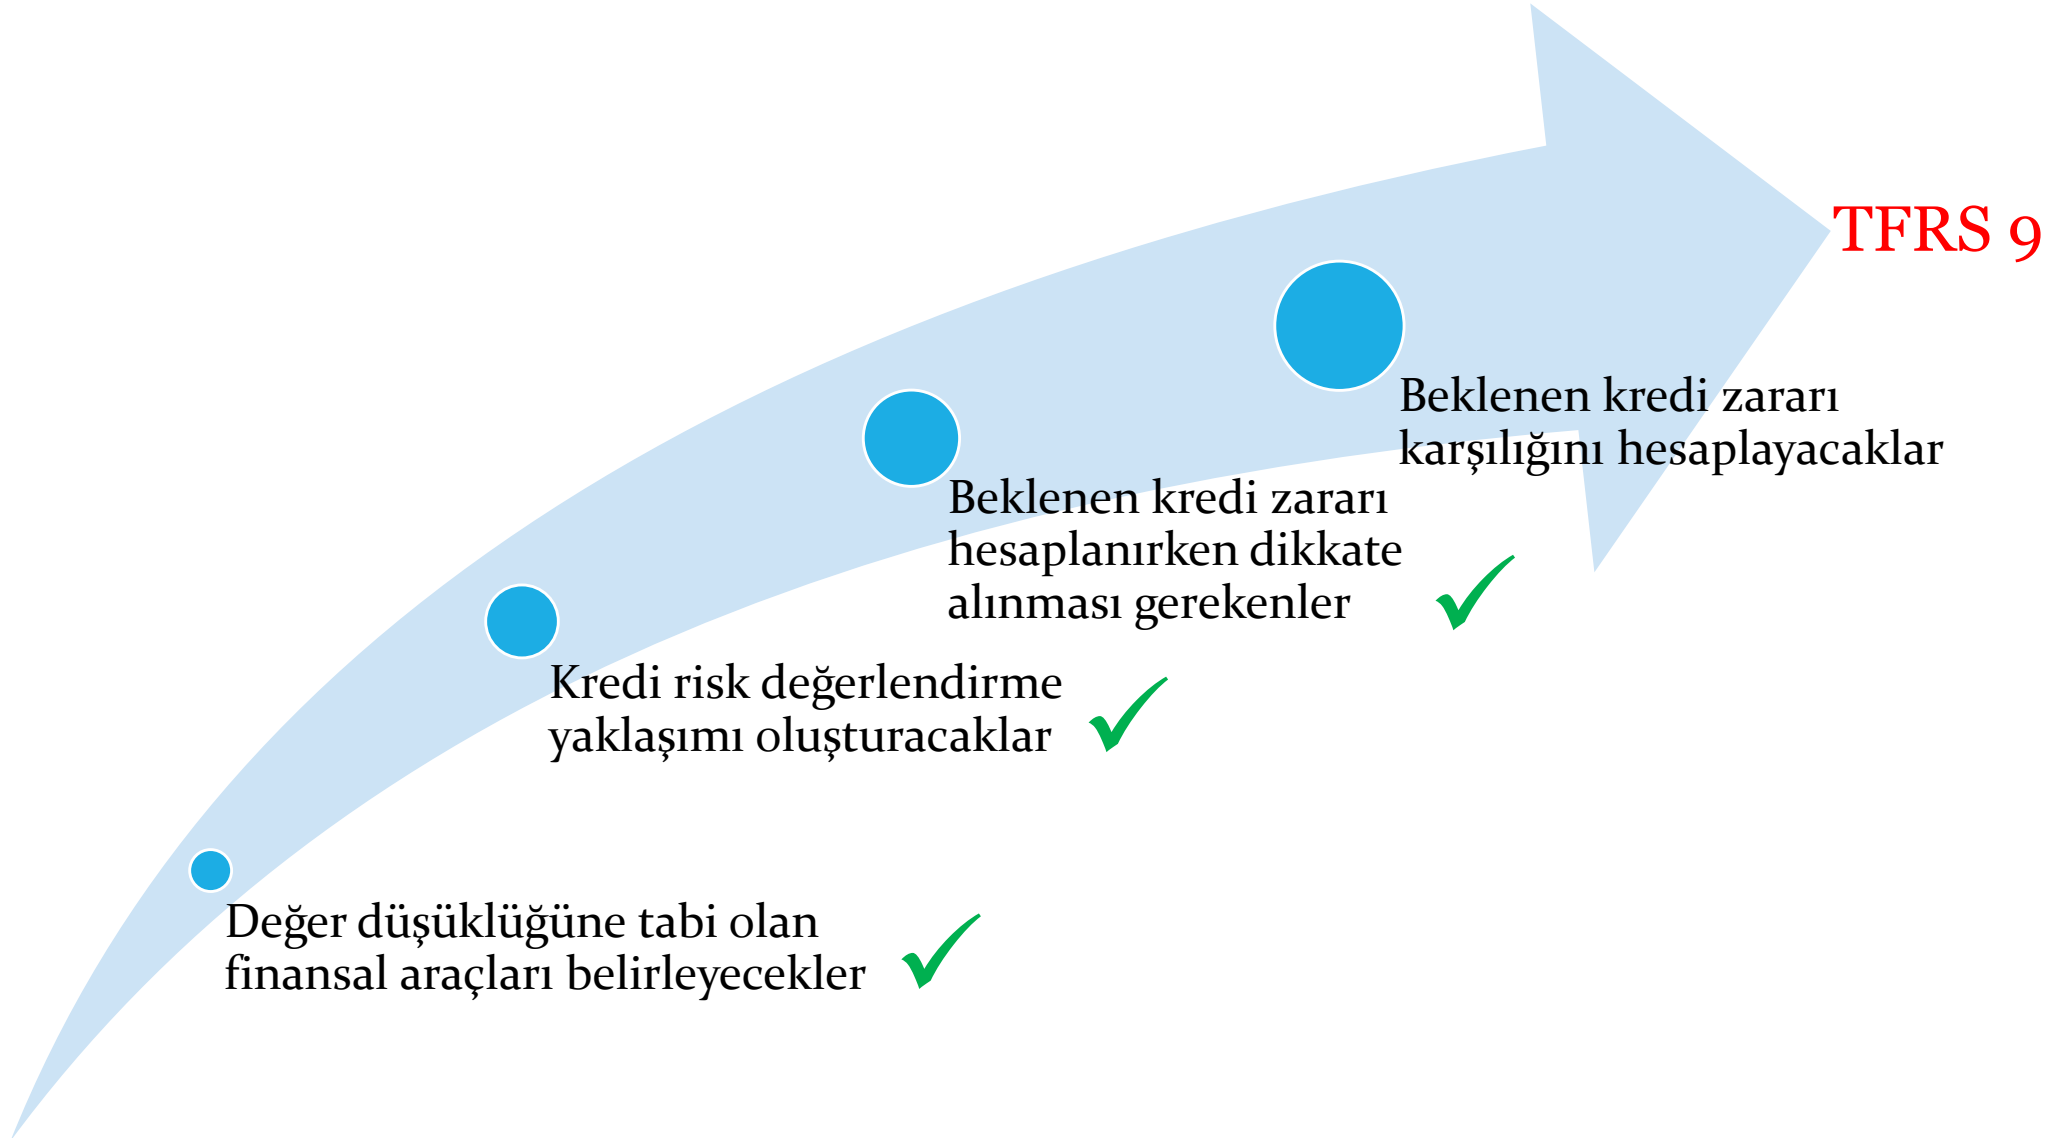 TFRS 9
Beklenen kredi zararı
karşılığını hesaplayacaklar
Beklenen kredi zararı
hesaplanırken dikkate
alınması gerekenler
Kredi risk değerlendirme
yaklaşımı oluşturacaklar
Değer düşüklüğüne tabi olan
finansal araçları belirleyecekler